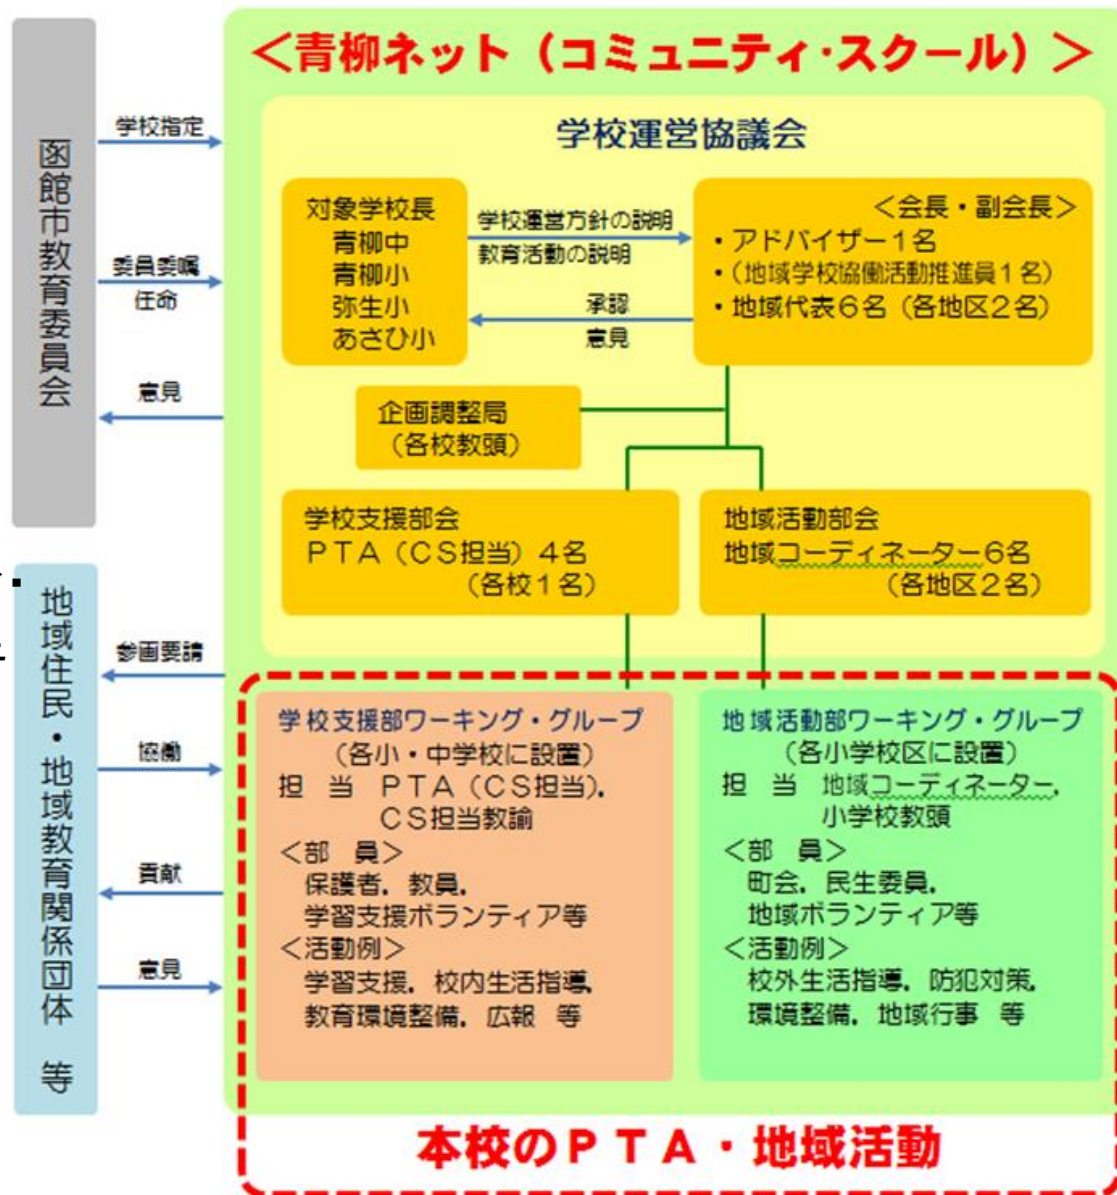 ＜青柳ネット（コミュニティ・スクール）＞
函館市教育委員会
学校指定
委員委嘱
任命
意見
学校運営協議会
対象学校長
青柳中
青柳小
弥生小
あさひ小
学校運営方針の説明
教育活動の説明
承認
意見
＜会長・副会長＞
・アドバイザー１名
・（地域学校協働活動推進員１名）
・地域代表６名（各地区２名）
企画調整局
（各校教頭）
学校支援部会
ＰＴＡ（ＣＳ担当）４名
（各校１名）
地域活動部会
地域コーディネーター６名
（各地区２名）
地域住民・地域教育関係団体 等
参画要請
協働
貢献
意見
学校支援部ワーキング・グループ
（各小・中学校に設置）
担　当　ＰＴＡ（ＣＳ担当），
ＣＳ担当教諭
＜部　員＞
保護者，教員，
学習支援ボランティア等
＜活動例＞
学習支援，校内生活指導，
教育環境整備，広報　等
地域活動部ワーキング・グループ
（各小学校区に設置）
担　当　地域コーディネーター，
小学校教頭
＜部　員＞
町会，民生委員，
地域ボランティア等
＜活動例＞
校外生活指導，防犯対策，
環境整備，地域行事　等
本校のＰＴＡ・地域活動